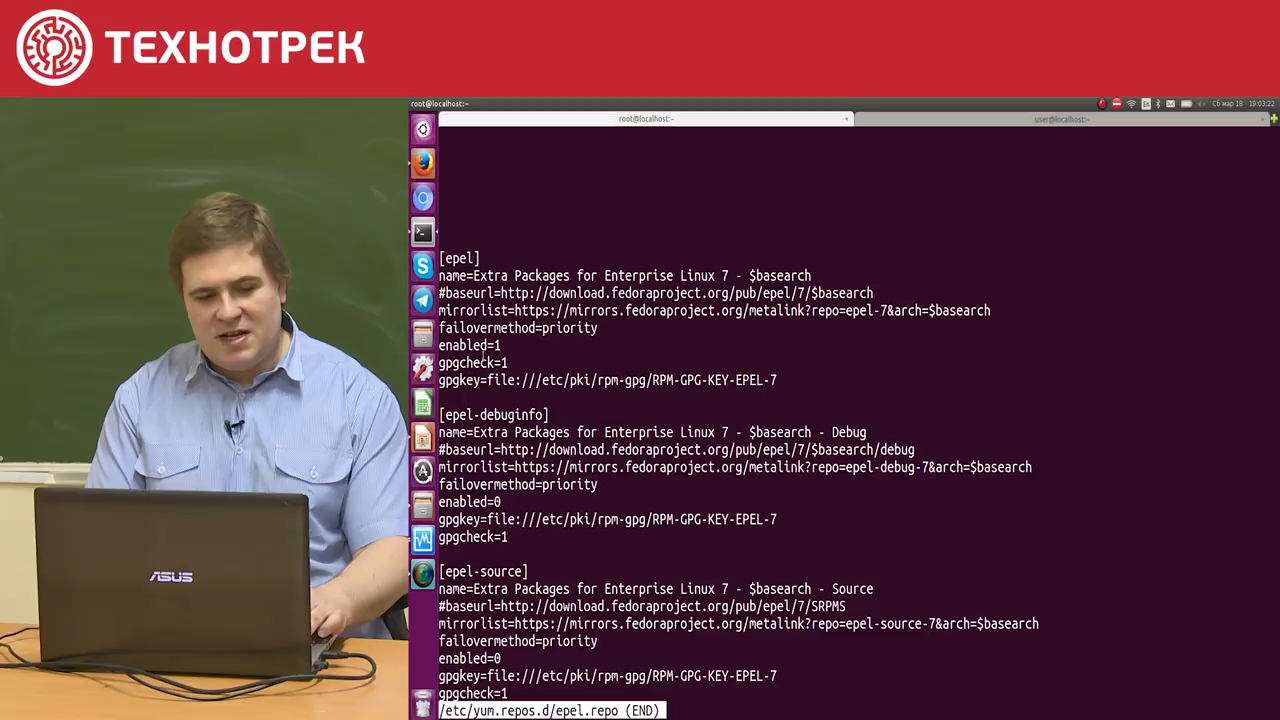 ТЕХНОТРЕК
root@localhost:~
En
Сб мар 18
19:03:22
root@localhost:~
user@localhost:~
[epel]
name=Extra Packages for Enterprise Linux 7 - $basearch
#baseurl=http://download.fedoraproject.org/pub/epel/7/$basearch
mirrorlist=https://mirrors.fedoraproject.org/metalink?repo=epel-7&arch=$basearch
failovermethod=priority
enabled=1
gpgcheck=1
gpgkey=file:///etc/pki/rpm-gpg/RPM-GPG-KEY-EPEL-7
[epel-debuginfo]
name=Extra Packages for Enterprise Linux 7 - $basearch - Debug
#baseurl=http://download.fedoraproject.org/pub/epel/7/$basearch/debug
mirrorlist=https://mirrors.fedoraproject.org/metalink?repo=epel-debug-7&arch=$basearch
failovermethod=priority
enabled=0
gpgkey=file:///etc/pki/rpm-gpg/RPM-GPG-KEY-EPEL-7
gpgcheck=1
[epel-source]
name=Extra Packages for Enterprise Linux 7 - $basearch - Source
#baseurl=http://download.fedoraproject.org/pub/epel/7/SRPMS
mirrorlist=https://mirrors.fedoraproject.org/metalink?repo=epel-source-7&arch=$basearch
failovermethod=priority
enabled=0
gpgkey=file:///etc/pki/rpm-gpg/RPM-GPG-KEY-EPEL-7
gpgcheck=1
/etc/yum.repos.d/epel.repo (END)
ASUS